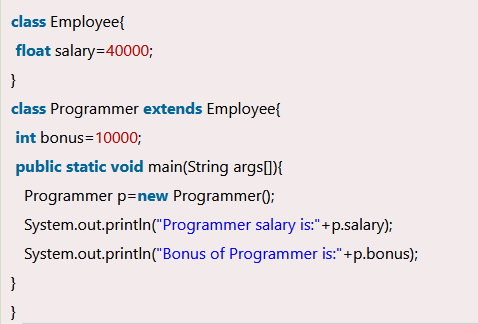 class Employee{
float salary=40000;
}
class Programmer extends Employee{
int bonus=10000;
public static void main(String args[]){
Programmer p=new Programmer();
System.out.println("Programmer salary is:"+p.salary);
System.out.println("Bonus of Programmer is:"+p.bonus);
}
}